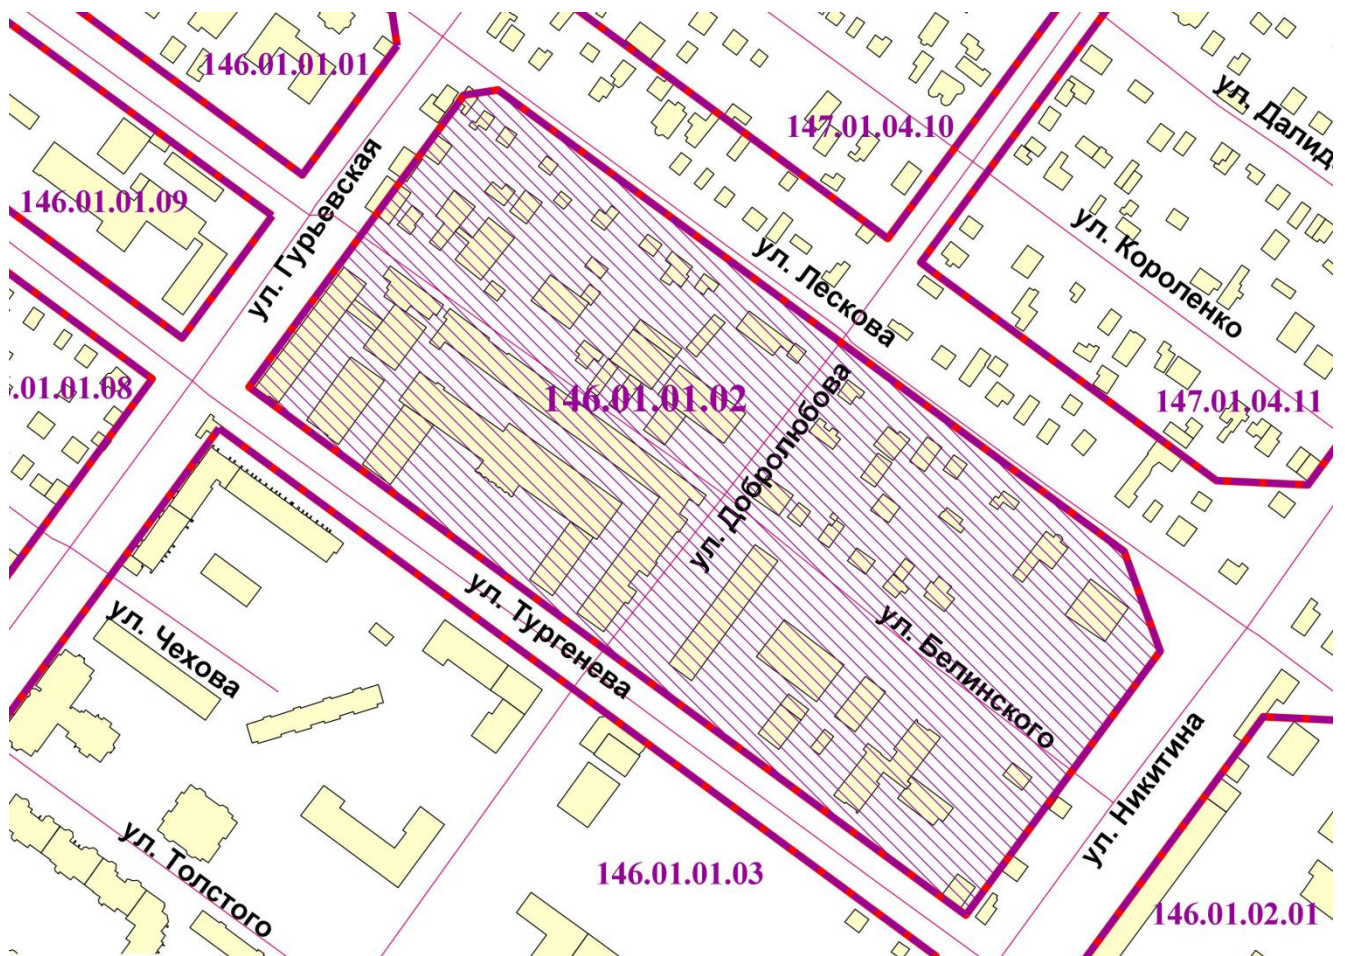 146.01.01.01
147.01.04.10
ул. Далид
146.01.01.09
ул. Гурьевская
ул. Короленко
ул. Лескова
.01.01.08
146.01.01.02
147.01.04.11
ул. Добролюбова
ул. Чехова
ул. Тургенева
ул. Белинского
ул. Никитина
ул. Толстого
146.01.01.03
146.01.02.01